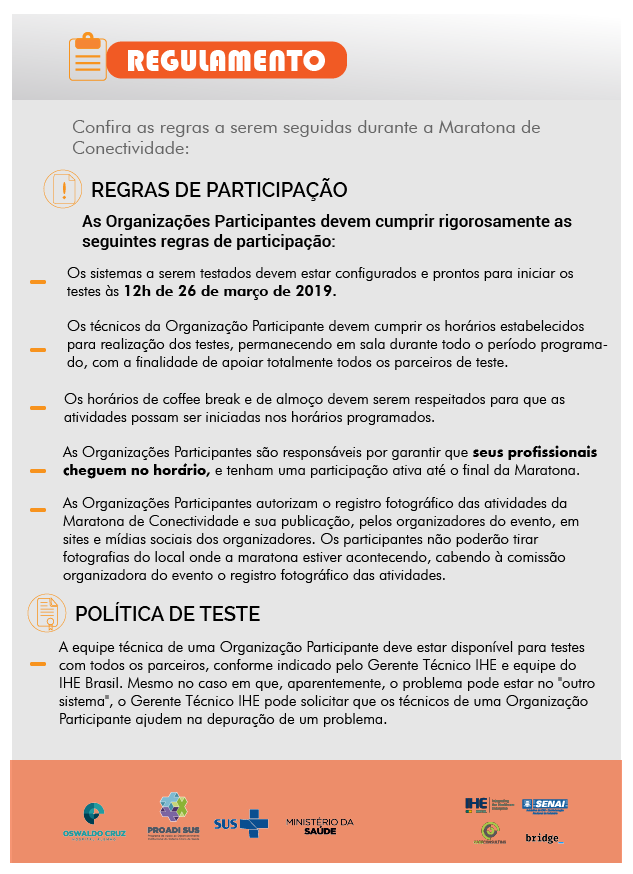 REGULAMENTO
Confira as regras a serem seguidas durante a Maratona de
Conectividade:
REGRAS DE PARTICIPAÇÃO
As Organizações Participantes devem cumprir rigorosamente as
seguintes regras de participação:
Os sistemas a serem testados devem estar configurados e prontos para iniciar os
testes às 12h de 26 de março de 2019.
Os técnicos da Organização Participante devem cumprir os horários estabelecidos
para realização dos testes, permanecendo em sala durante todo o período programa-
do, com a finalidade de apoiar totalmente todos os parceiros de teste.
Os horários de coffee break e de almoço devem serem respeitados para que as
atividades possam ser iniciadas nos horários programados.
As Organizações Participantes são responsáveis por garantir que seus profissionais
cheguem no horário, e tenham uma participação ativa até o final da Maratona.
As Organizações Participantes autorizam o registro fotográfico das atividades da
Maratona de Conectividade e sua publicação, pelos organizadores do evento, em
sites e mídias sociais dos organizadores. Os participantes não poderão tirar
fotografias do local onde a maratona estiver acontecendo, cabendo à comissão
organizadora do evento o registro fotográfico das atividades.
POLÍTICA DE TESTE
A equipe técnica de uma Organização Participante deve estar disponível para testes
com todos os parceiros, conforme indicado pelo Gerente Técnico IHE e equipe do
IHE Brasil. Mesmo no caso em que, aparentemente, o problema pode estar no "outro
sistema", o Gerente Técnico IHE pode solicitar que os técnicos de uma Organização
Participante ajudem na depuração de um problema.
OSWALDO CRUZ
PROADI SUS
SUS
MINISTÉRIO DA
SAÚDE
IHE
SENAI
bridge_